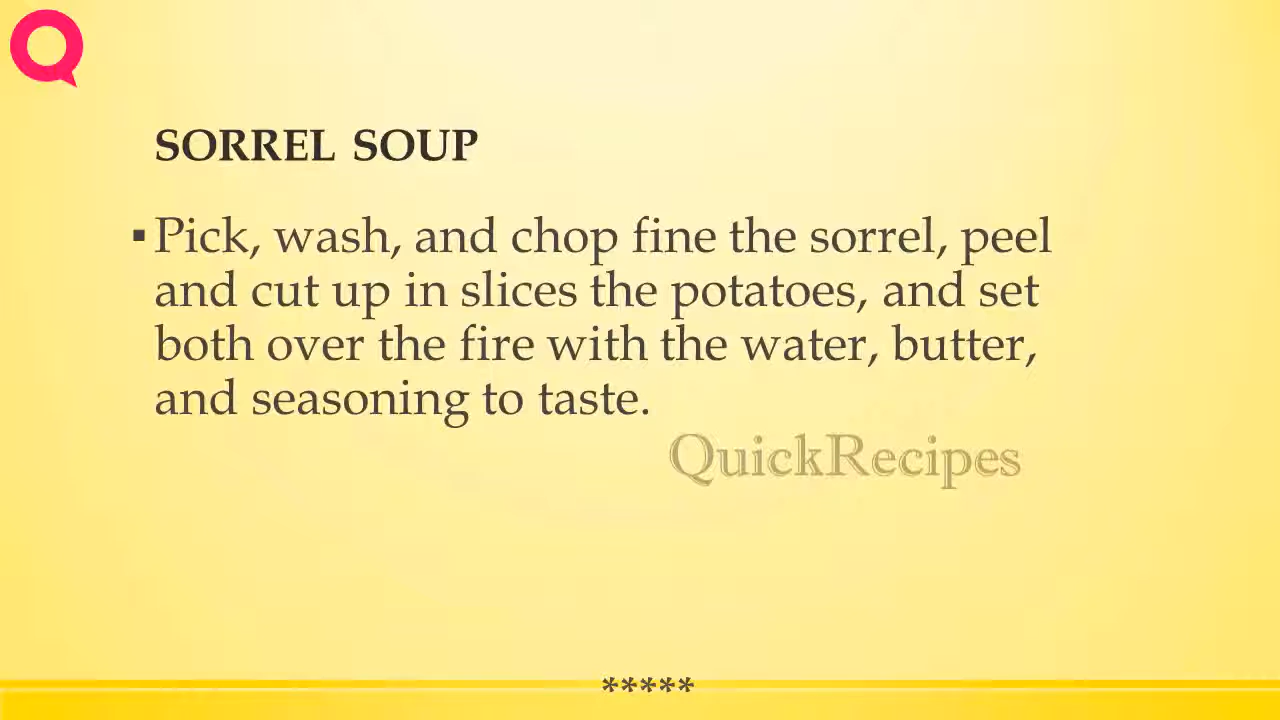 SORREL SOUP
▪ Pick, wash, and chop fine the sorrel, peel
and cut up in slices the potatoes, and set
both over the fire with the water, butter,
and seasoning to taste.
QuickRecipes
*****